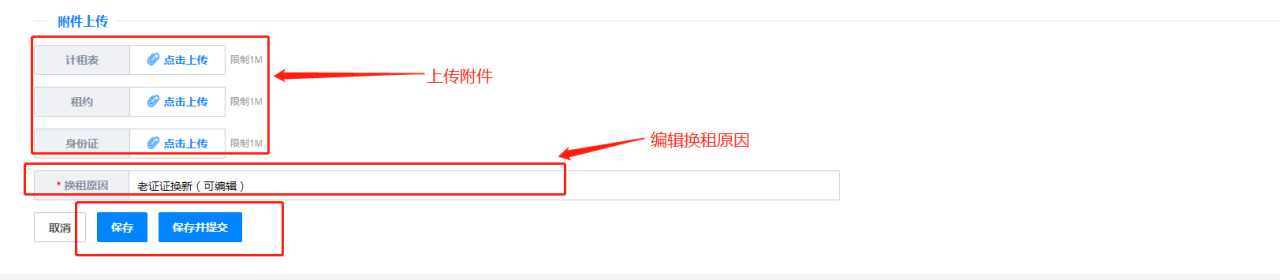 附件上传
计租表 点击上传 限制1M
上传附件
租约 点击上传 限制1M
编辑换租原因
身份证 点击上传 限制1M
* 换租原因 老证证换新（可编辑）
取消 保存 保存并提交